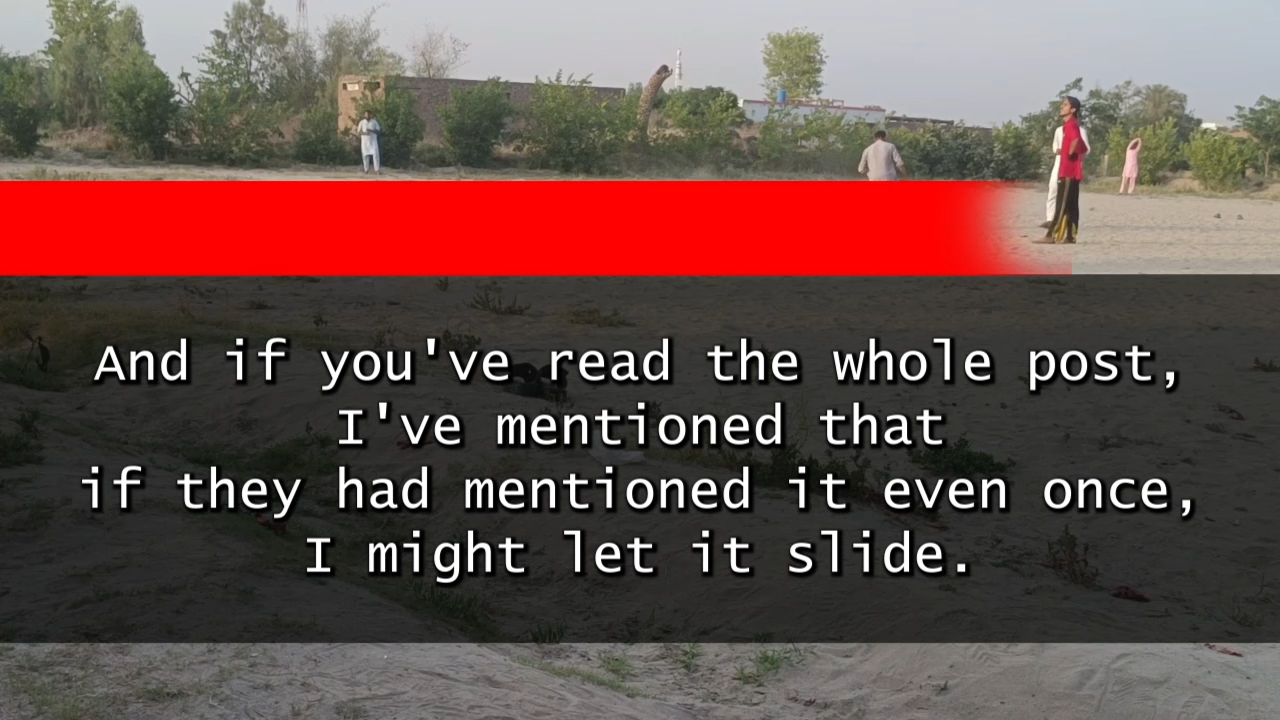 And if you've read the whole post,
I've mentioned that
if they had mentioned it even once,
I might let it slide.